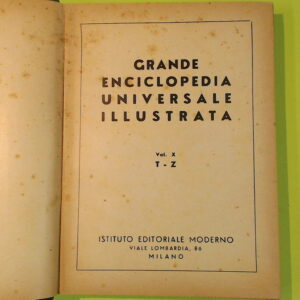 GRANDE
ENCICLOPEDIA
UNIVERSALE
ILLUSTRATA
Vol. X
T - Z
ISTITUTO EDITORIALE MODERNO
VIALE LOMBARDIA, 86
MILANO